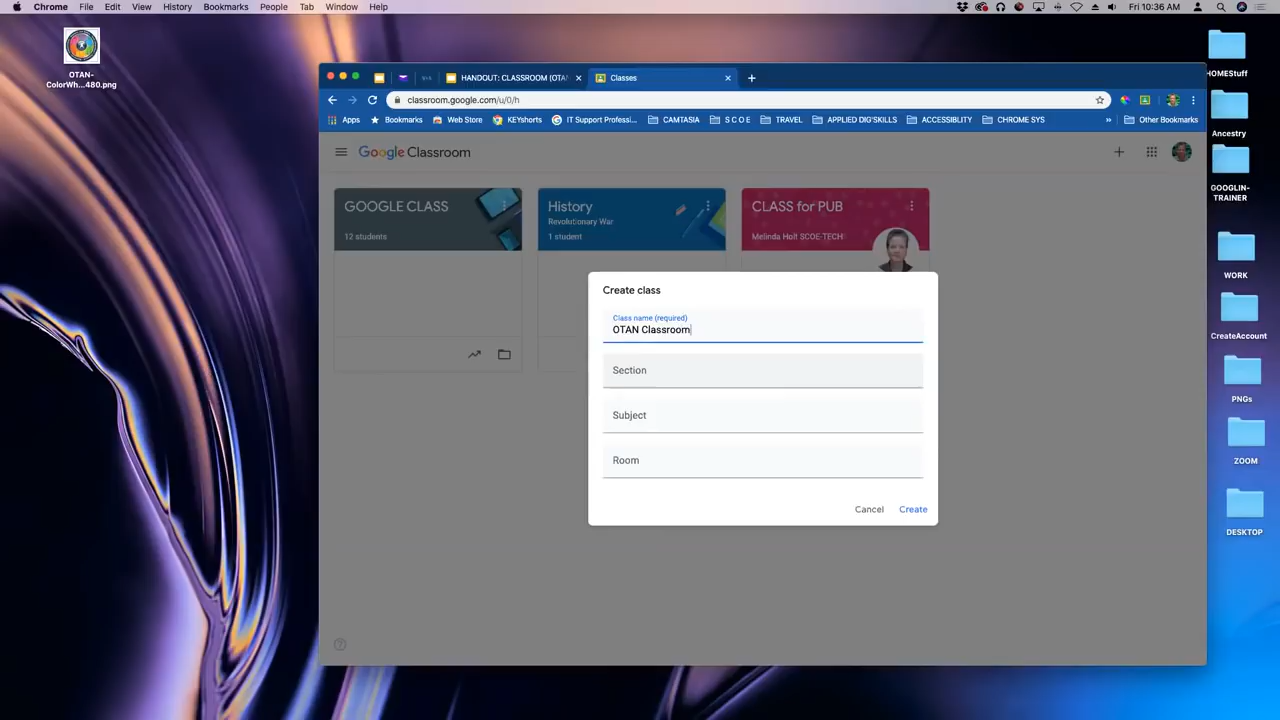 Chrome File Edit View History Bookmarks People Tab Window Help
Fri 10:36 AM
OTAN-
ColorWh...480.png
HANDOUT: CLASSROOM (OTAN
Classes
classroom.google.com/u/0/h
Apps Bookmarks Web Store KEYshorts IT Support Professi... CAMTASIA S C O E TRAVEL APPLIED DIG'SKILLS ACCESSIBLITY CHROME SYS » Other Bookmarks
Google Classroom
GOOGLE CLASS
12 students
History
Revolutionary War
1 student
CLASS for PUB
Melinda Holt SCOE-TECH
Create class
Class name (required)
OTAN Classroom
Section
Subject
Room
Cancel Create
HOMEStuff
Ancestry
GOOGLIN-
TRAINER
WORK
CreateAccount
PNGs
ZOOM
DESKTOP